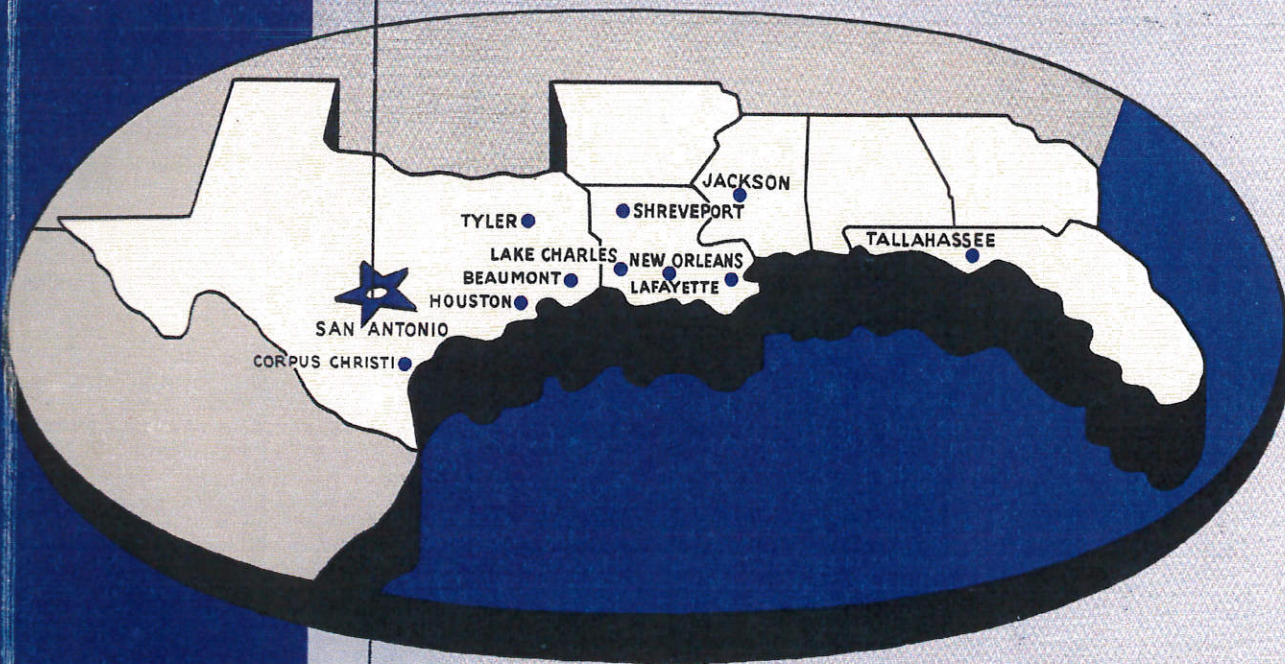 JACKSON
SHREVEPORT
TYLER
TALLAHASSEE
LAKE CHARLES
NEW ORLEANS
BEAUMONT
LAFAYETTE
HOUSTON
SAN ANTONIO
CORPUS CHRISTI